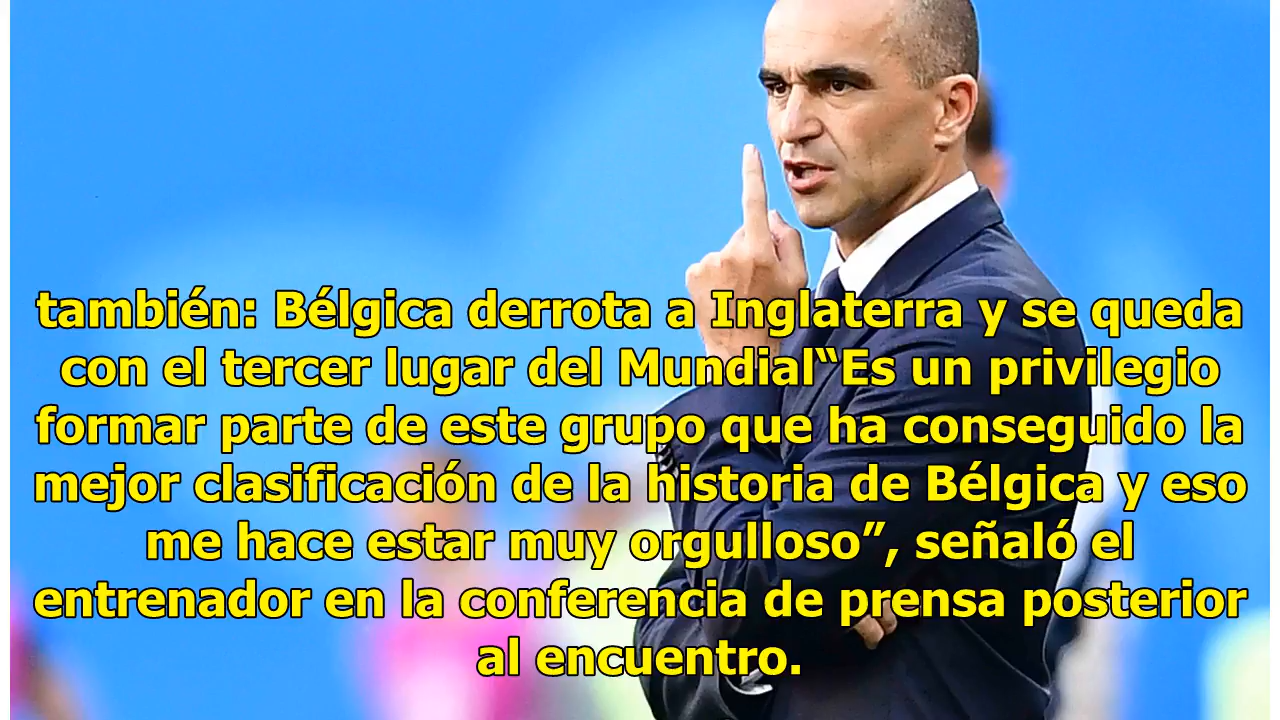 también: Bélgica derrota a Inglaterra y se queda
con el tercer lugar del Mundial“Es un privilegio
formar parte de este grupo que ha conseguido la
mejor clasificación de la historia de Bélgica y eso
me hace estar muy orgulloso”, señaló el
entrenador en la conferencia de prensa posterior
al encuentro.